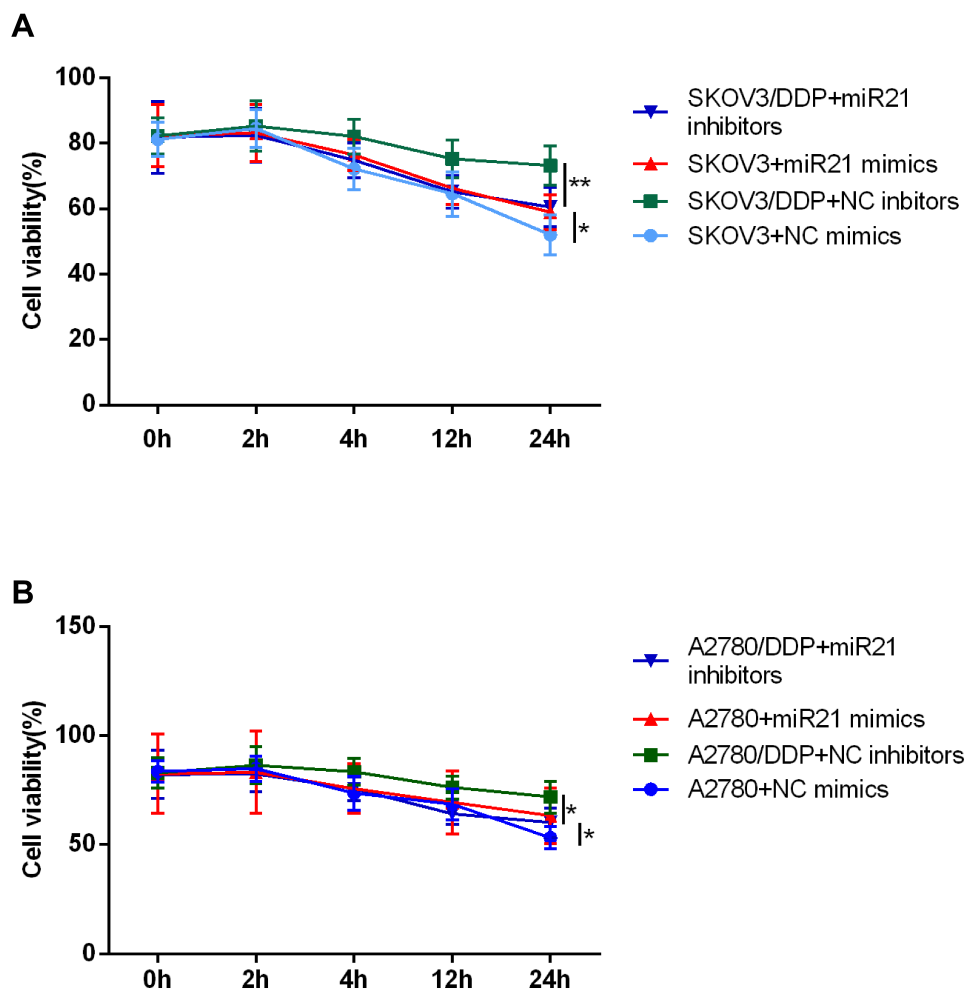 A
100
80
60
40
20
0
Cell viability(%)
0h 2h 4h 12h 24h
**
*
SKOV3/DDP+miR21
inhibitors
SKOV3+miR21 mimics
SKOV3/DDP+NC inbitors
SKOV3+NC mimics
B
150
100
50
0
Cell viability(%)
0h 2h 4h 12h 24h
*
*
A2780/DDP+miR21
inhibitors
A2780+miR21 mimics
A2780/DDP+NC inhibitors
A2780+NC mimics